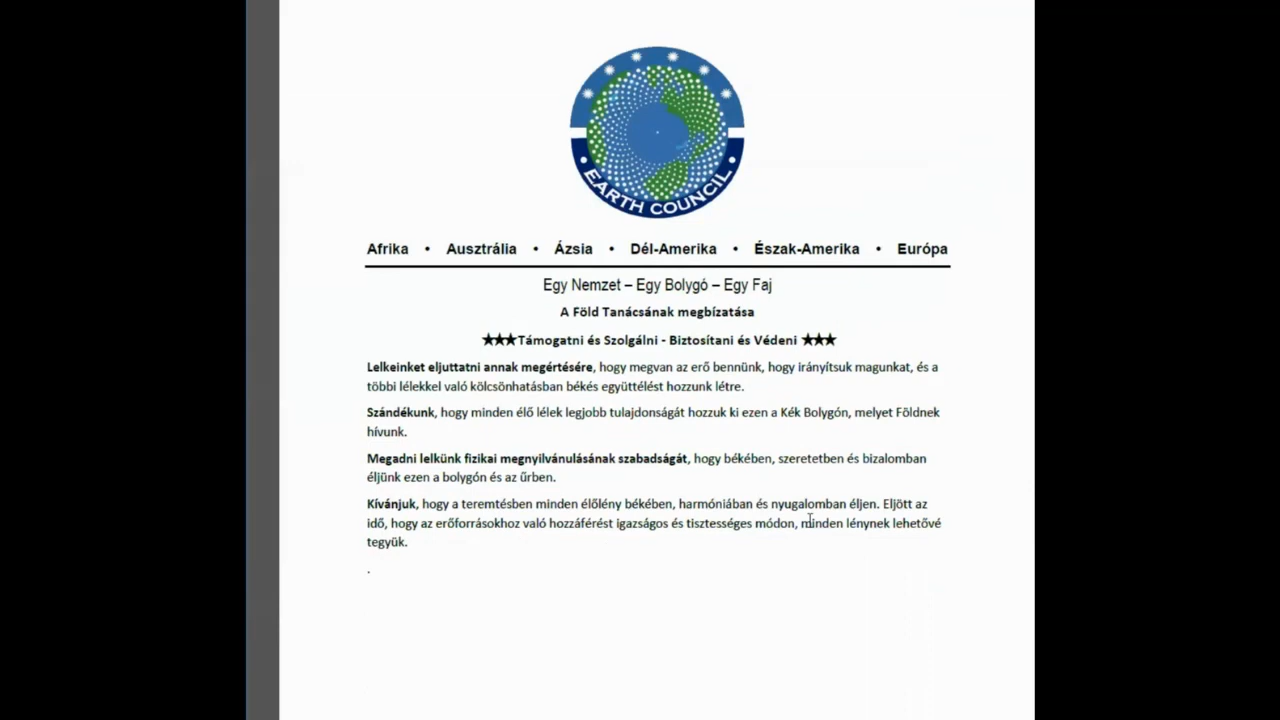 EARTH COUNCIL
Afrika • Ausztrália • Ázsia • Dél-Amerika • Észak-Amerika • Európa
Egy Nemzet – Egy Bolygó – Egy Faj
A Föld Tanácsának megbízatása
★★★Támogatni és Szolgálni - Biztosítani és Védeni ★★★
Lelkeinket eljuttatni annak megértésére, hogy megvan az erő bennünk, hogy irányítsuk magunkat, és a
többi lélekkel való kölcsönhatásban békés együttélést hozzunk létre.
Szándékunk, hogy minden élő lélek legjobb tulajdonságát hozzuk ki ezen a Kék Bolygón, melyet Földnek
hívunk.
Megadni lelkünk fizikai megnyilvánulásának szabadságát, hogy békében, szeretetben és bizalomban
éljünk ezen a bolygón és az űrben.
Kívánjuk, hogy a teremtésben minden élőlény békében, harmóniában és nyugalomban éljen. Eljött az
idő, hogy az erőforrásokhoz való hozzáférést igazságos és tisztességes módon, minden lénynek lehetővé
tegyük.
.